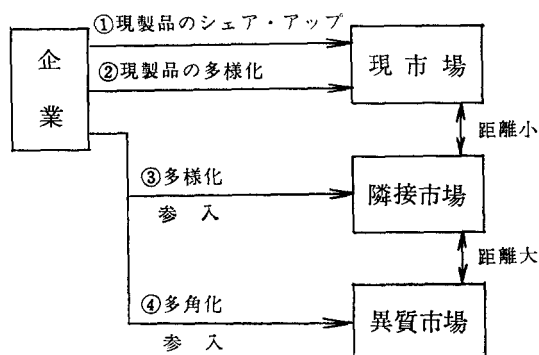 ①現製品のシェア・アップ
企業
②現製品の多様化
現市場
距離小
③多様化
参入
隣接市場
距離大
④多角化
参入
異質市場